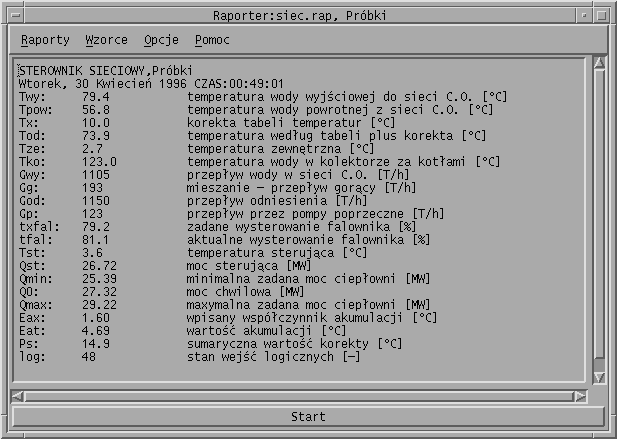 Raporter:siec.rap, Próbki
Raporty Wzorce Opcje Pomoc
STEROWNIK SIECIOWY,Próbki
Wtorek, 30 Kwiecień 1996 CZAS:00:49:01
Twy: 79.4 temperatura wody wyjściowej do sieci C.O. [°C]
Tpow: 56.8 temperatura wody powrotnej z sieci C.O. [°C]
Tx: 10.0 korekta tabeli temperatur [°C]
Tod: 73.9 temperatura według tabeli plus korekta [°C]
Tze: 2.7 temperatura zewnętrzna [°C]
Tko: 123.0 temperatura wody w kolektorze za kotłami [°C]
Gwy: 1105 przepływ wody w sieci C.O. [T/h]
Gg: 193 mieszanie – przepływ gorący [T/h]
God: 1150 przepływ odniesienia [T/h]
Gp: 123 przepływ przez pompy poprzeczne [T/h]
txfal: 79.2 zadane wysterowanie falownika [%]
tfal: 81.1 aktualne wysterowanie falownika [%]
Tst: 3.6 temperatura sterująca [°C]
Qst: 26.72 moc sterująca [MW]
Qmin: 25.39 minimalna zadana moc ciepłowni [MW]
Q0: 27.32 moc chwilowa [MW]
Qmax: 29.22 maxymalna zadana moc ciepłowni [MW]
Eax: 1.60 wpisany współczynnik akumulacji [°C]
Eat: 4.69 wartość akumulacji [°C]
Ps: 14.9 sumaryczna wartość korekty [°C]
log: 48 stan wejść logicznych [–]
Start